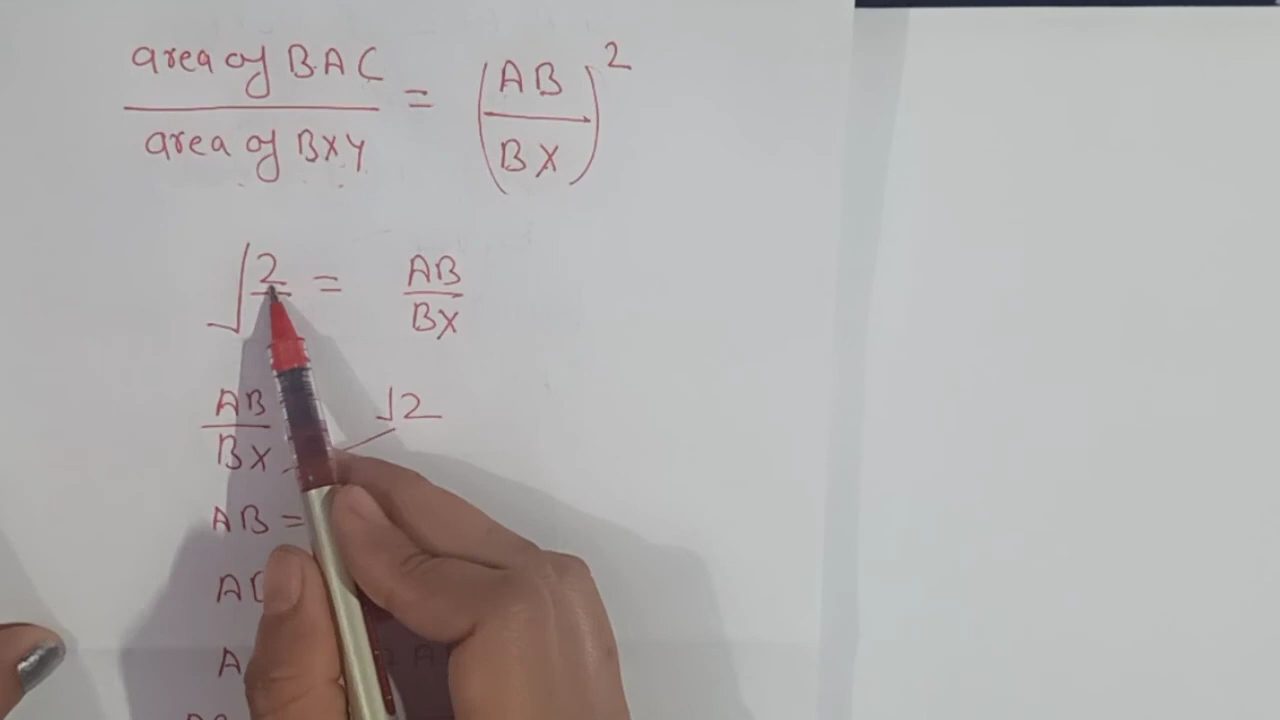 area of BAC = (AB)²
area of BXY (BX)
√2 = AB
BX
AB √2
BX
AB =
A